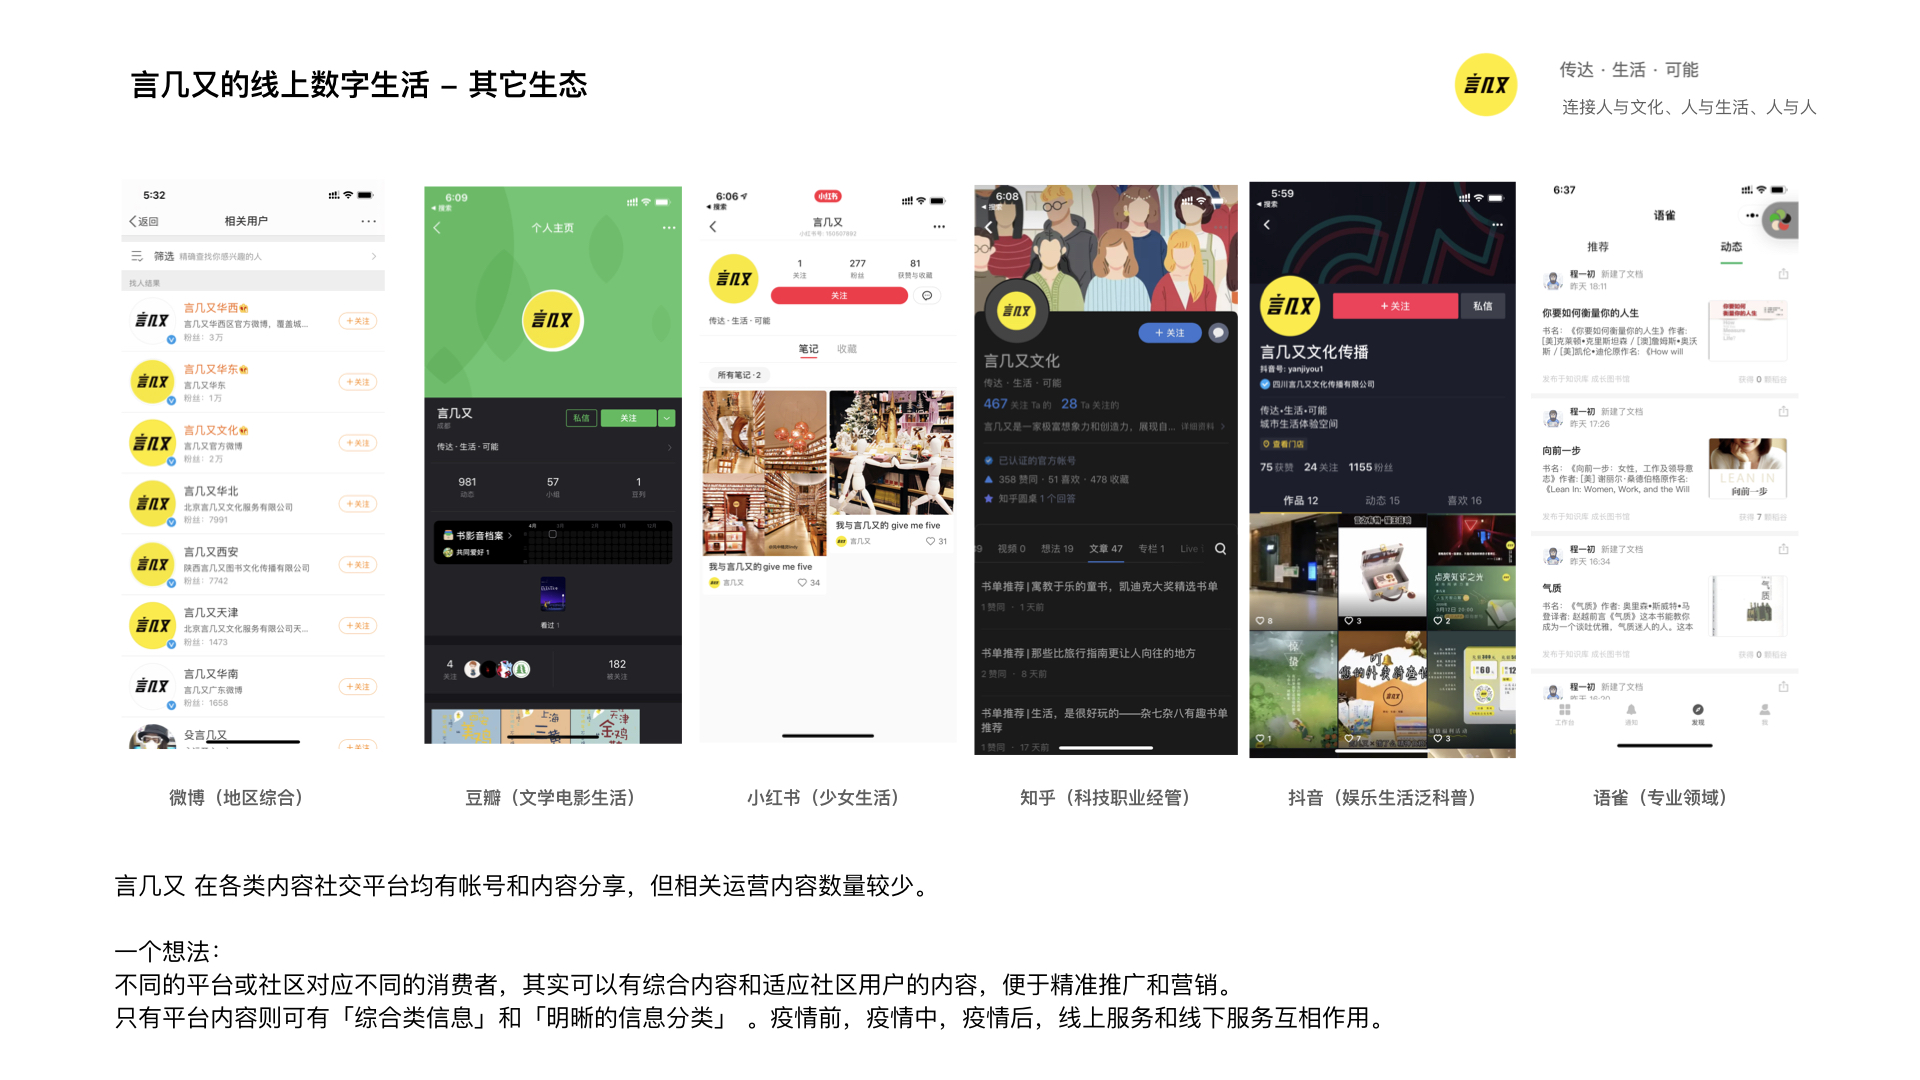 言几又的线上数字生活 – 其它生态
言几又
传达 · 生活 · 可能
连接人与文化、人与生活、人与人
5:32
返回
相关用户
筛选 精确查找你感兴趣的人
找人结果
言几又华西
言几又华西区官方微博，覆盖城...
粉丝：3万
+关注
言几又华东
言几又华东
粉丝：1万
+关注
言几又文化
言几又官方微博
粉丝：2万
+关注
言几又华北
北京言几又文化服务有限公司
粉丝：7991
+关注
言几又西安
陕西言几又图书文化传播有限公司
粉丝：7742
+关注
言几又天津
北京言几又文化服务有限公司天...
粉丝：1473
+关注
言几又华南
言几又广东微博
粉丝：1658
+关注
殳言几又
6:09
搜索
个人主页
言几又
言几又
成都
私信
关注
传达 · 生活 · 可能
981
动态
57
小组
1
豆列
书影音档案
共同爱好 1
看过 1
4
关注
182
被关注
6:06
搜索
小红书
言几又
言几又
1
关注
277
粉丝
81
获赞与收藏
关注
传达 · 生活 · 可能
笔记
收藏
所有笔记 · 2
我与言几又的 give me five
言几又
34
我与言几又的 give me five
言几又
31
6:08
搜索
言几又
+ 关注
言几又文化
传达 · 生活 · 可能
467 关注 Ta 的 28 Ta 关注的
言几又是一家极富想象力和创造力，展现自... 详细资料
已认证的官方帐号
358 赞同 · 51 喜欢 · 478 收藏
知乎圆桌 1 个回答
视频 0 想法 19 文章 47 专栏 1 Live
书单推荐|寓教于乐的童书，凯迪克大奖精选书单
1 赞同 · 1 天前
书单推荐|那些比旅行指南更让人向往的地方
2 赞同 · 8 天前
书单推荐|生活，是很好玩的——杂七杂八有趣书单
推荐
1 赞同 · 17 天前
5:59
搜索
言几又
+关注
私信
言几又文化传播
抖音号: yanjiyou1
四川言几又文化传播有限公司
传达•生活•可能
城市生活体验空间
查看门店
75 获赞 24 关注 1155 粉丝
作品 12
动态 15
喜欢 16
8
3
点亮知识之光
2
惊蛰
1
叮
7
3
6:37
语雀
推荐
动态
程一初 新建了文档
昨天 18:11
你要如何衡量你的人生
书名：《你要如何衡量你的人生》作者:
[美]克莱顿•克里斯坦森 / [澳]詹姆斯•奥沃
斯 / [美]凯伦•迪伦原作名: 《How will
发布于知识库 成长图书馆
获得 0 颗稻谷
程一初 新建了文档
昨天 17:26
向前一步
书名：《向前一步：女性，工作及领导意
志》作者: [美] 谢丽尔·桑德伯格原作名:
《Lean In: Women, Work, and the Will
LEAN IN
向前一步
发布于知识库 成长图书馆
获得 7 颗稻谷
程一初 新建了文档
昨天 16:34
气质
书名：《气质》作者: 奥里森•斯威特•马
登译者: 赵越前言《气质》这本书能教你
成为一个谈吐优雅，气质迷人的人。这本
气质
发布于知识库 成长图书馆
获得 0 颗稻谷
程一初 新建了文档
昨天 16:20
工作台
通知
发现
我
微博（地区综合）
豆瓣（文学电影生活）
小红书（少女生活）
知乎（科技职业经管）
抖音（娱乐生活泛科普）
语雀（专业领域）
言几又 在各类内容社交平台均有帐号和内容分享，但相关运营内容数量较少。
一个想法：
不同的平台或社区对应不同的消费者，其实可以有综合内容和适应社区用户的内容，便于精准推广和营销。
只有平台内容则可有「综合类信息」和「明晰的信息分类」 。疫情前，疫情中，疫情后，线上服务和线下服务互相作用。